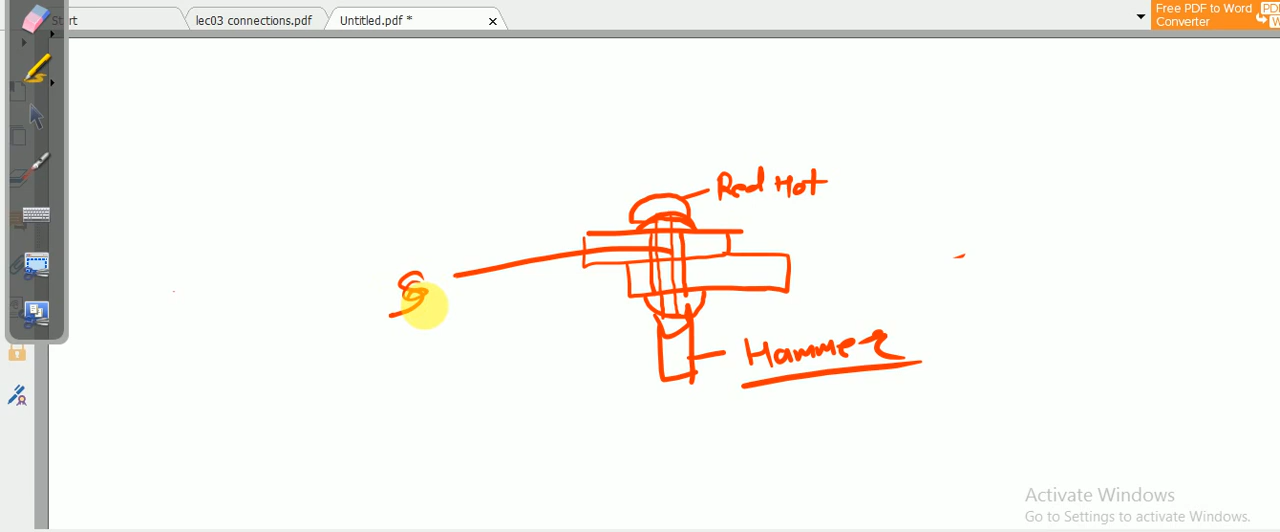 Start
lec03 connections.pdf
Untitled.pdf *
Free PDF to Word
Converter
Red Hot
Hammer
Activate Windows
Go to Settings to activate Windows.